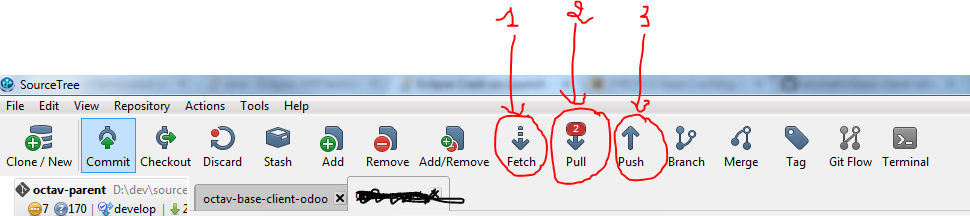 1 2 3
SourceTree
File Edit View Repository Actions Tools Help
2
Clone / New Commit Checkout Discard Stash Add Remove Add/Remove Fetch Pull Push Branch Merge Tag Git Flow Terminal
octav-parent D:\dev\source
octav-base-client-odoo
7 170 develop 2